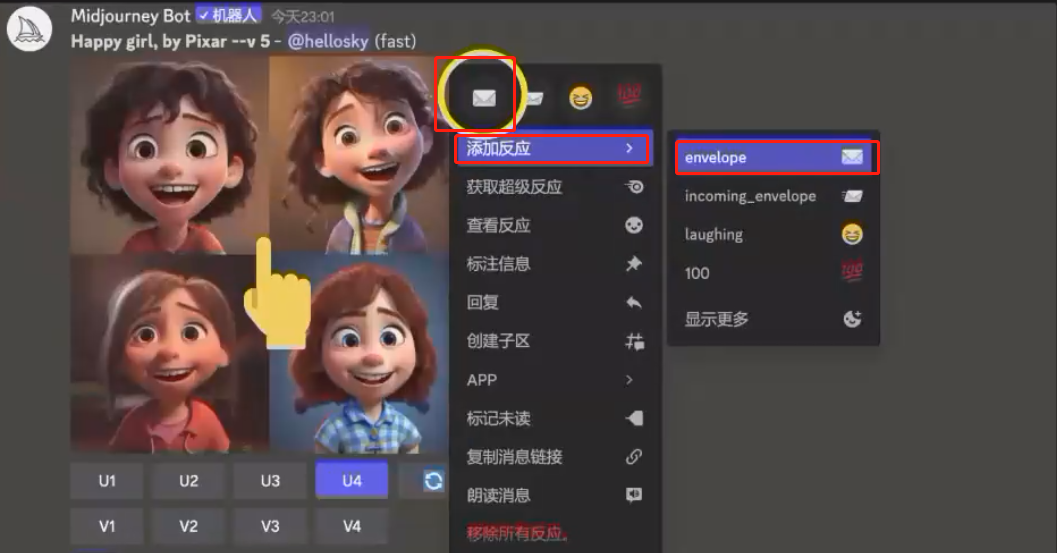 Midjourney Bot ✓机器人 今天23:01
Happy girl, by Pixar --v 5 - @hellosky (fast)
100
添加反应
获取超级反应
查看反应
标注信息
回复
创建子区
APP
标记未读
复制消息链接
朗读消息
移除所有反应。
envelope
incoming_envelope
laughing
100 100
显示更多
U1 U2 U3 U4
V1 V2 V3 V4